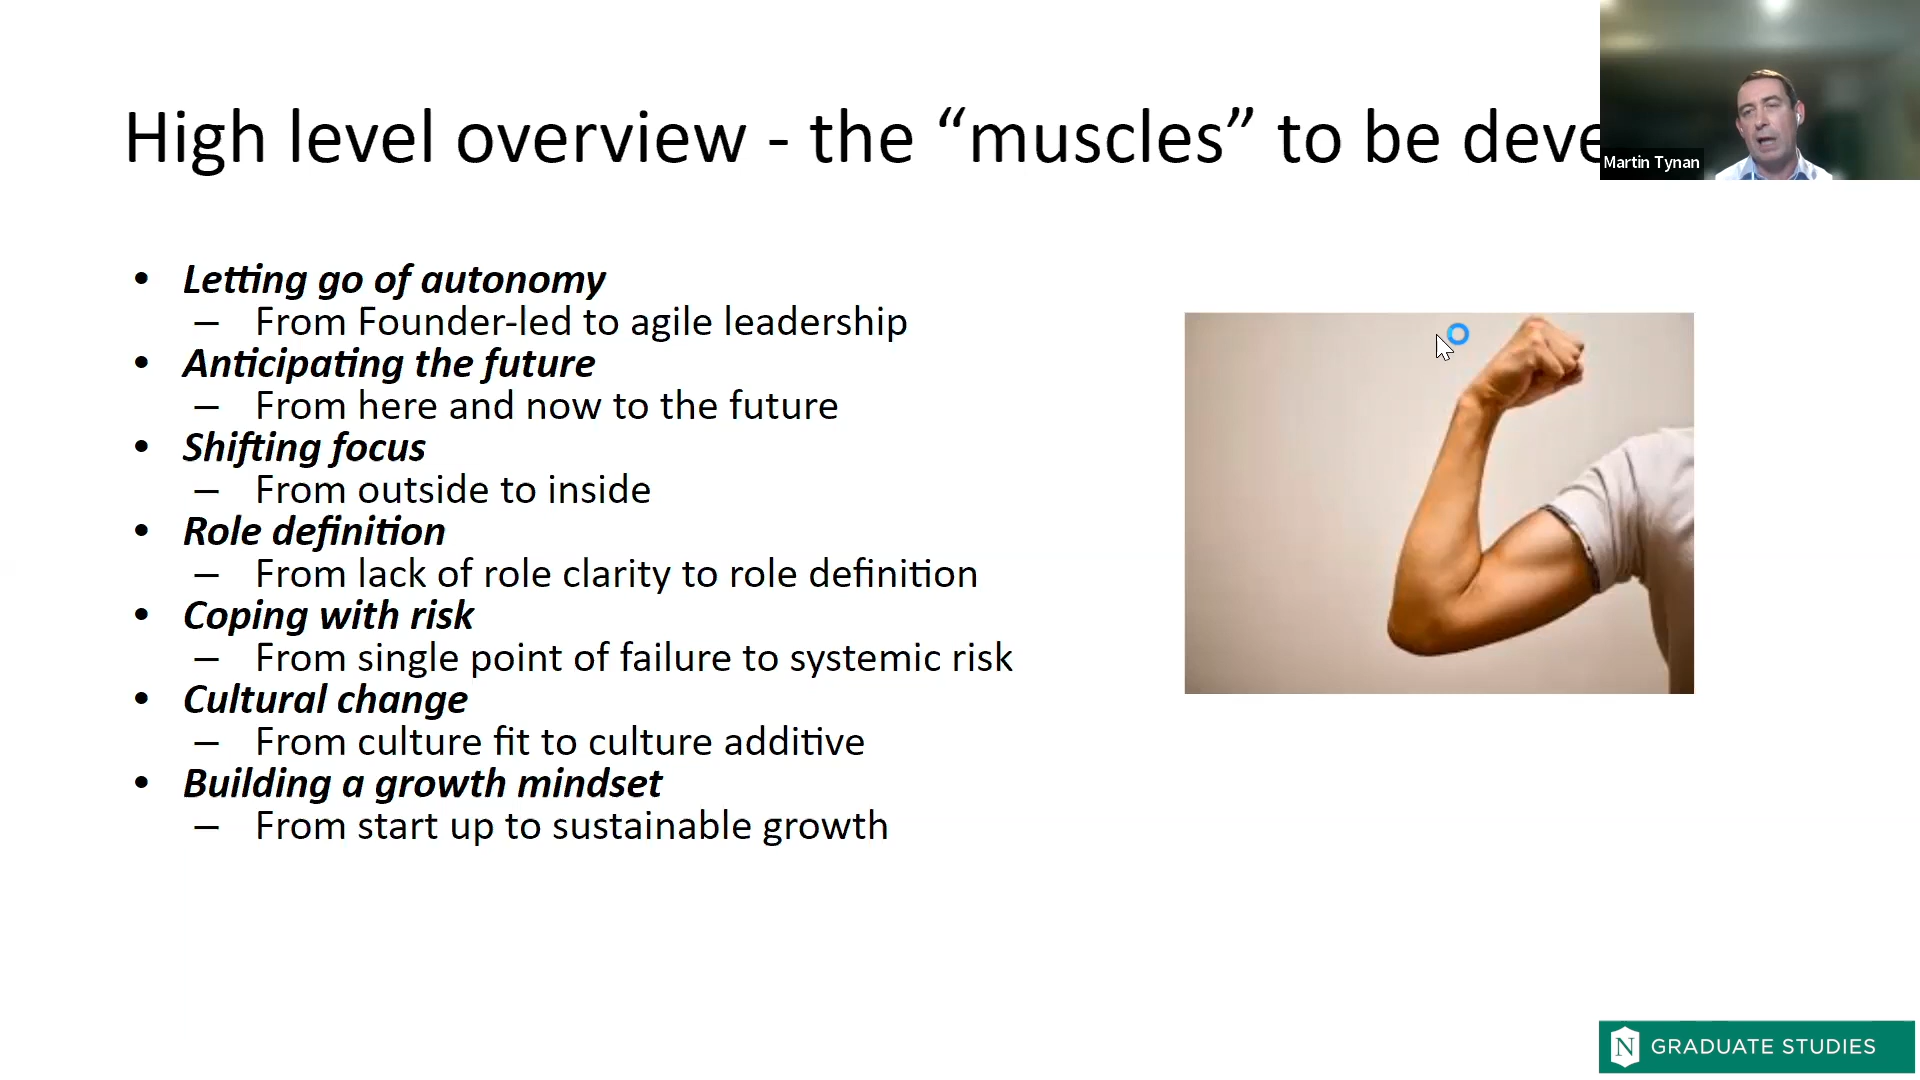 High level overview - the “muscles” to be deve
Martin Tynan
• Letting go of autonomy
– From Founder-led to agile leadership
• Anticipating the future
– From here and now to the future
• Shifting focus
– From outside to inside
• Role definition
– From lack of role clarity to role definition
• Coping with risk
– From single point of failure to systemic risk
• Cultural change
– From culture fit to culture additive
• Building a growth mindset
– From start up to sustainable growth
N GRADUATE STUDIES